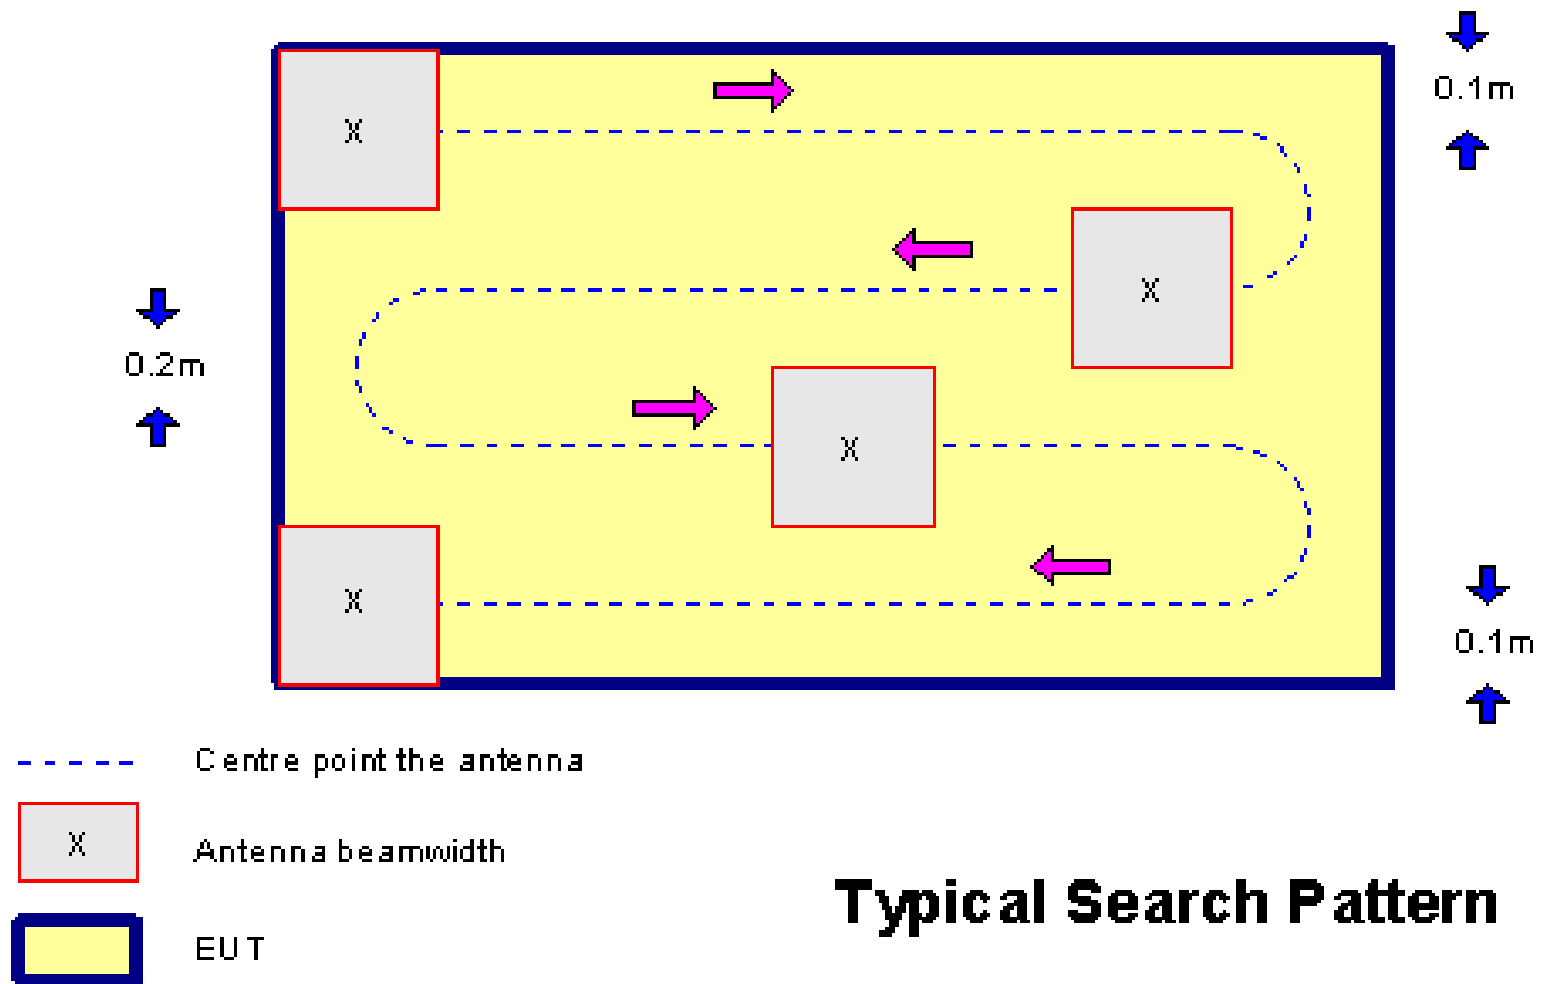 0.1m
X
X
0.2m
X
X
0.1m
Centre point the antenna
X
Antenna beamwidth
Typical Search Pattern
EUT